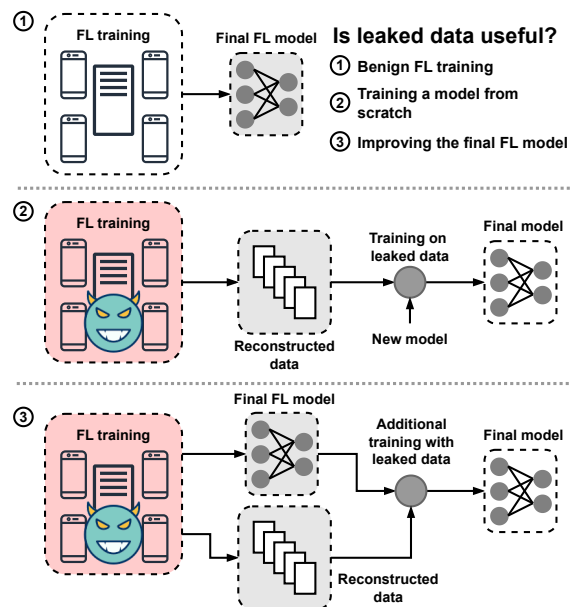 ①
FL training
Final FL model
Is leaked data useful?
① Benign FL training
② Training a model from
scratch
③ Improving the final FL model
②
FL training
Reconstructed
data
Training on
leaked data
New model
Final model
③
FL training
Final FL model
Reconstructed
data
Additional
training with
leaked data
Final model